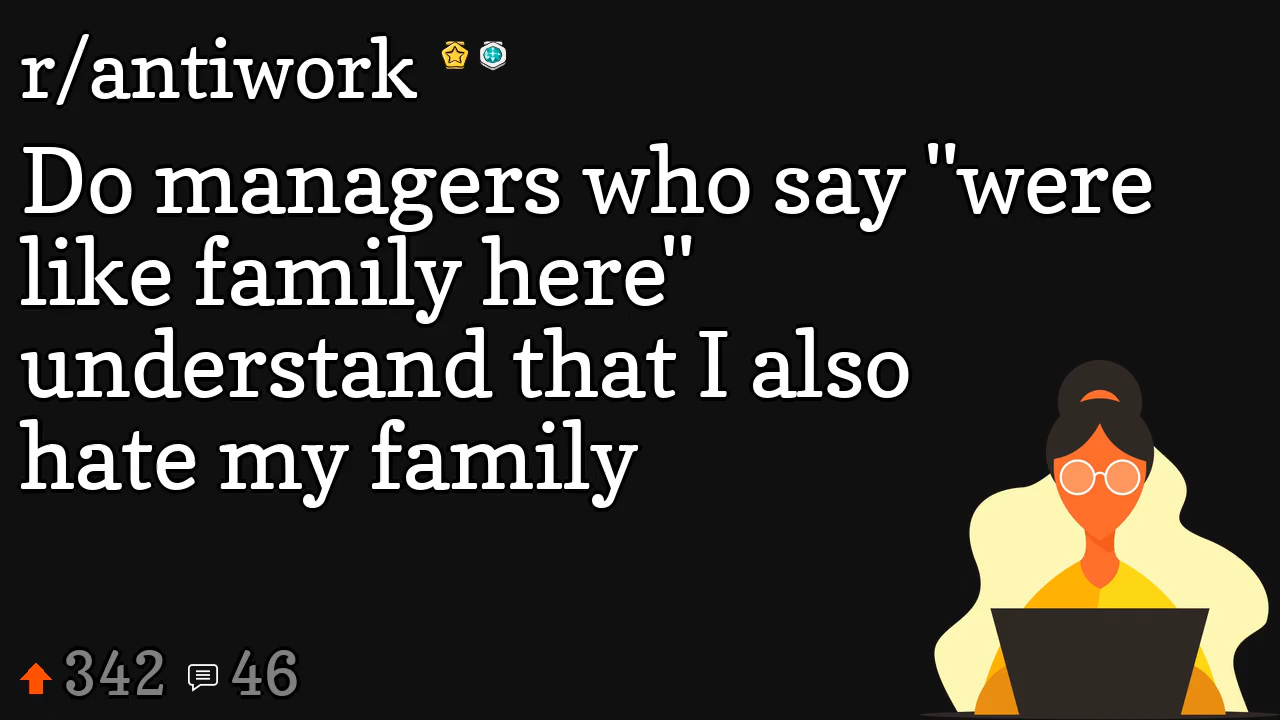 r/antiwork
Do managers who say "were
like family here"
understand that I also
hate my family
342 46